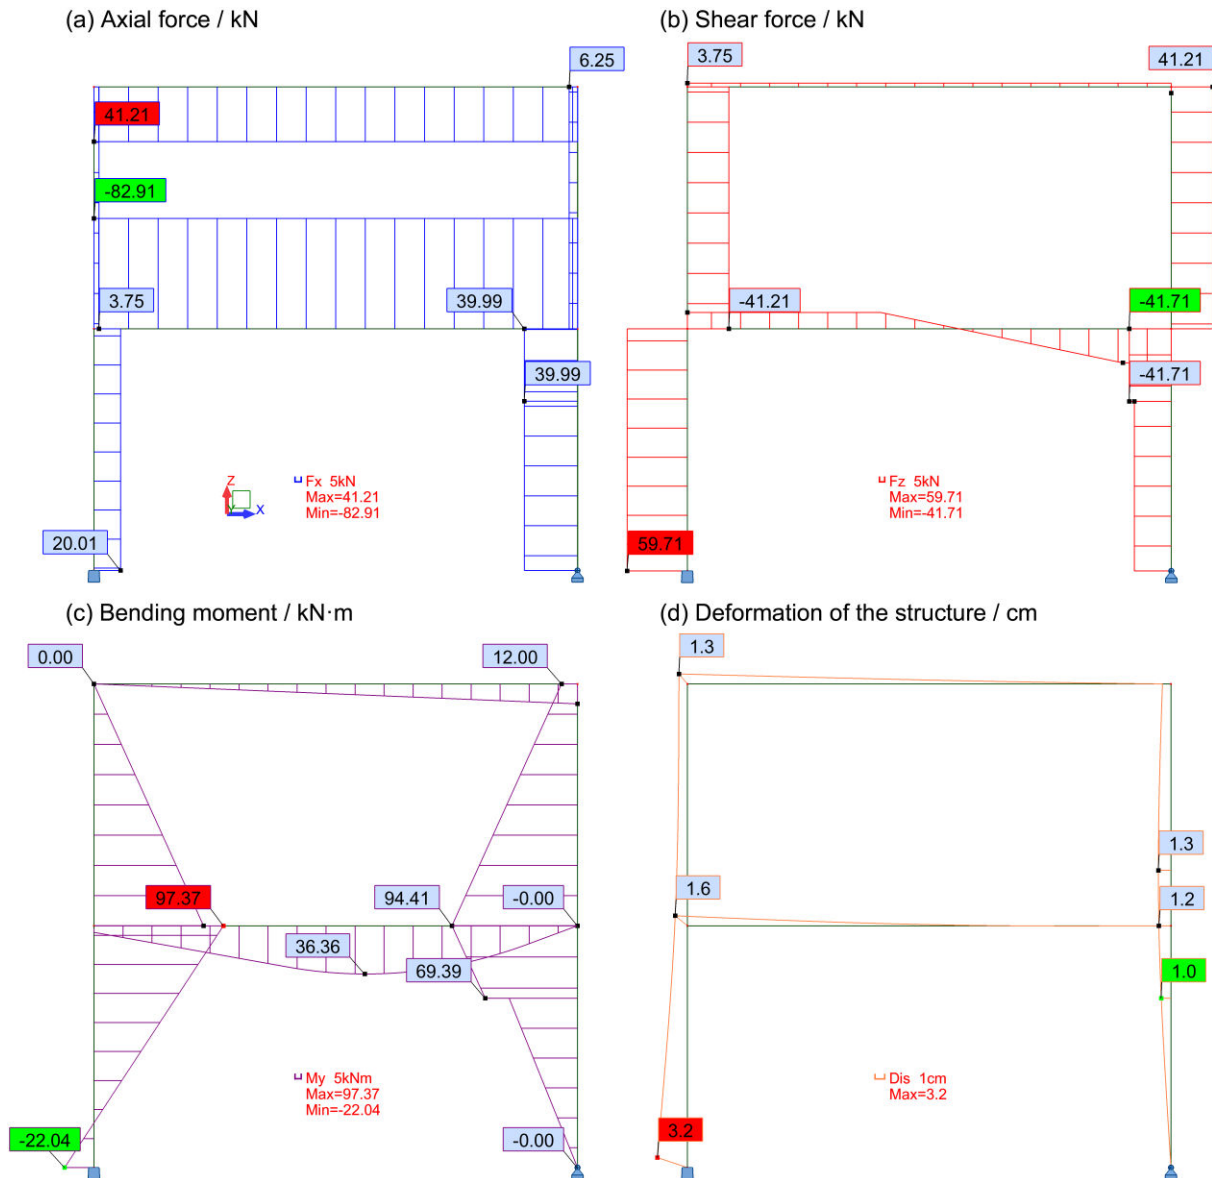 (a) Axial force / kN
6.25
41.21
-82.91
3.75
39.99
39.99
Z
X
Fx 5kN
Max=41.21
Min=-82.91
20.01
(b) Shear force / kN
3.75
41.21
-41.21
-41.71
-41.71
Fz 5kN
Max=59.71
Min=-41.71
59.71
(c) Bending moment / kN·m
0.00
12.00
97.37
94.41
-0.00
36.36
69.39
My 5kNm
Max=97.37
Min=-22.04
-22.04
-0.00
(d) Deformation of the structure / cm
1.3
1.3
1.6
1.2
1.0
Dis 1cm
Max=3.2
3.2